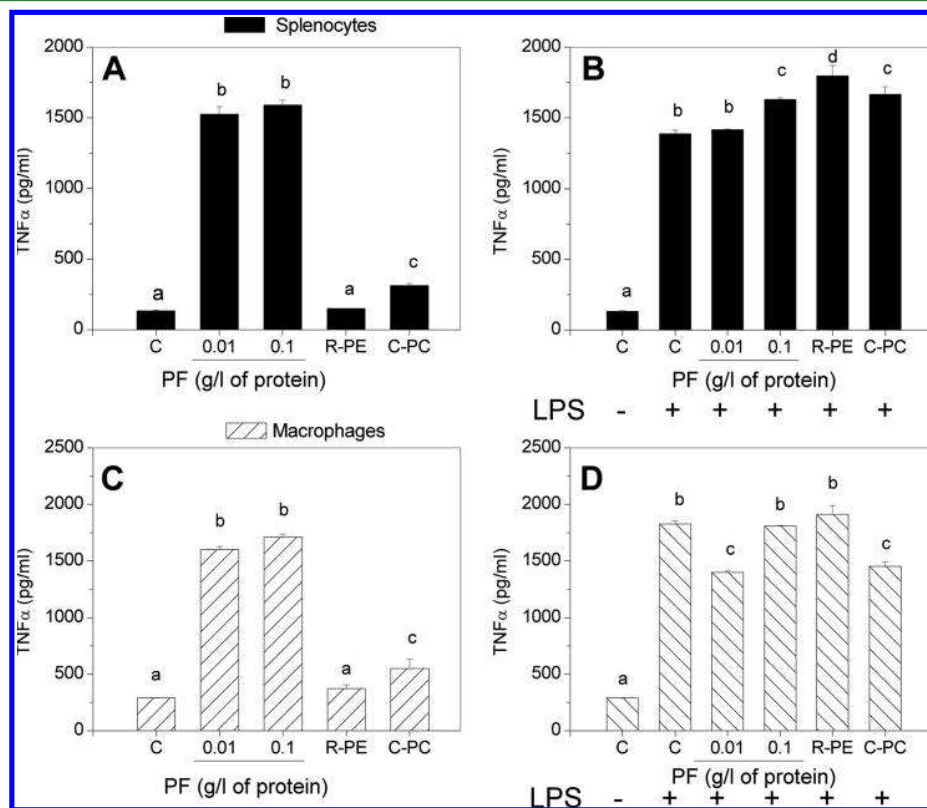 Splenocytes
A
2000
1500
1000
500
0
TNFα (pg/ml)
a
b
b
a
c
C 0.01 0.1 R-PE C-PC
PF (g/l of protein)
B
2000
1500
1000
500
0
TNFα (pg/ml)
a
b
b
c
d
c
C C 0.01 0.1 R-PE C-PC
PF (g/l of protein)
LPS - + + + + +
Macrophages
C
2500
2000
1500
1000
500
0
TNFα (pg/ml)
a
b
b
a
c
C 0.01 0.1 R-PE C-PC
PF (g/l of protein)
D
2500
2000
1500
1000
500
0
TNFα (pg/ml)
a
b
c
b
b
c
C C 0.01 0.1 R-PE C-PC
PF (g/l of protein)
LPS - + + + + +